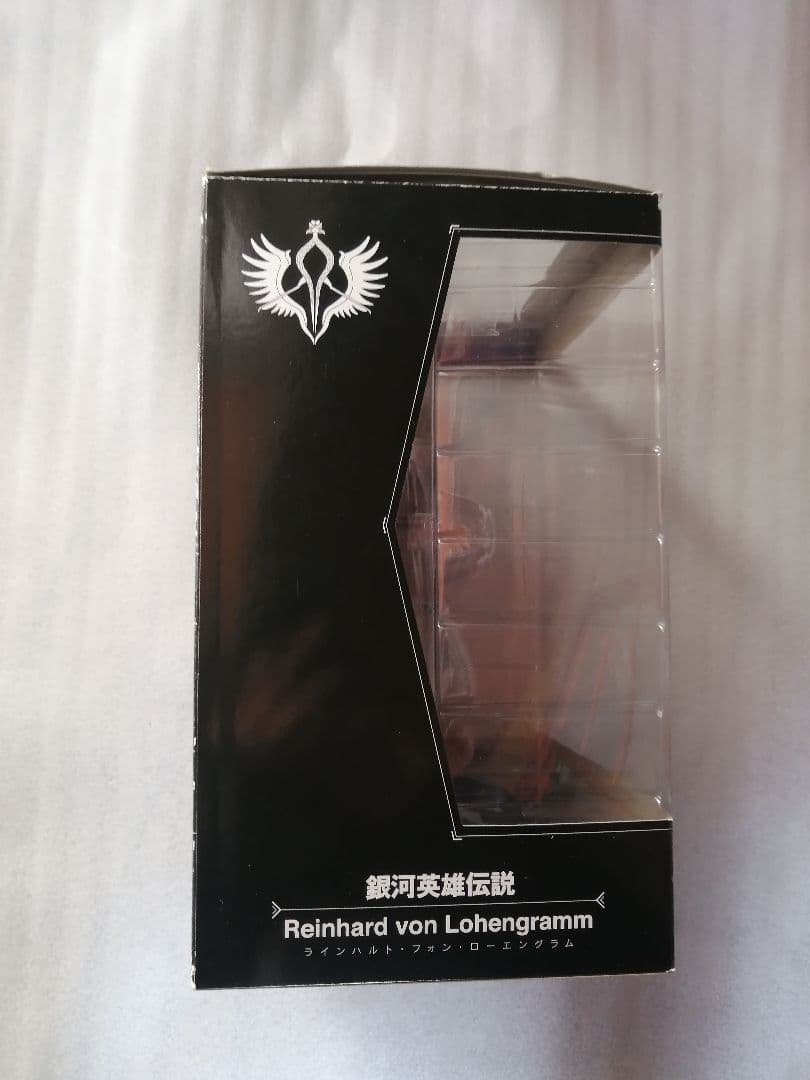 銀河英雄伝説
Reinhard von Lohengramm
ラインハルト・フォン・ローエングラム